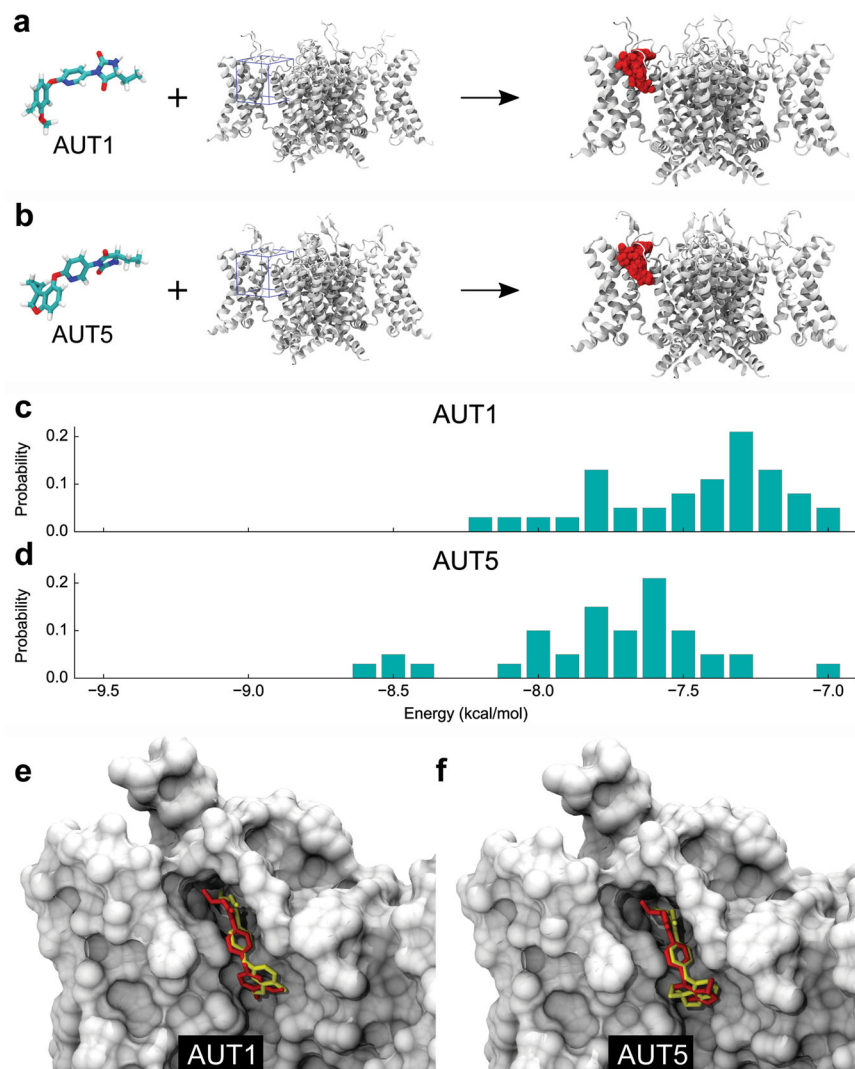 a
AUT1
+
b
AUT5
+
c
AUT1
Probability
0.2
0.1
0.0
d
AUT5
Probability
0.2
0.1
0.0
−9.5 −9.0 −8.5 −8.0 −7.5 −7.0
Energy (kcal/mol)
e f
AUT1 AUT5